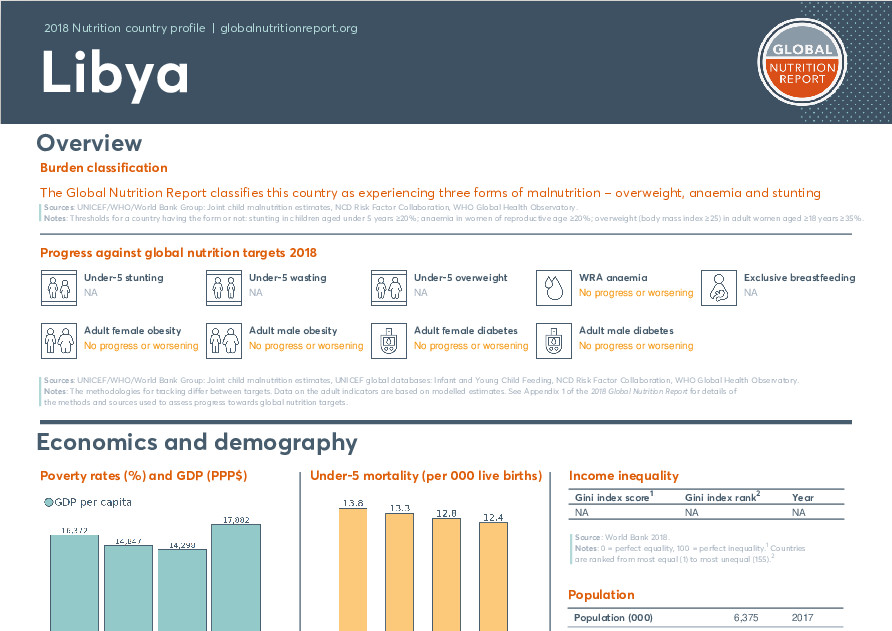 2018 Nutrition country profile | globalnutritionreport.org
Libya
GLOBAL
NUTRITION
REPORT
Overview
Burden classification
The Global Nutrition Report classifies this country as experiencing three forms of malnutrition – overweight, anaemia and stunting
Sources: UNICEF/WHO/World Bank Group: Joint child malnutrition estimates, NCD Risk Factor Collaboration, WHO Global Health Observatory.
Notes: Thresholds for a country having the form or not: stunting in children aged under 5 years ≥20%; anaemia in women of reproductive age ≥20%; overweight (body mass index ≥25) in adult women aged ≥18 years ≥35%.
Progress against global nutrition targets 2018
Under-5 stunting
NA
Under-5 wasting
NA
Under-5 overweight
NA
WRA anaemia
No progress or worsening
Exclusive breastfeeding
NA
Adult female obesity
No progress or worsening
Adult male obesity
No progress or worsening
Adult female diabetes
No progress or worsening
Adult male diabetes
No progress or worsening
Sources: UNICEF/WHO/World Bank Group: Joint child malnutrition estimates, UNICEF global databases: Infant and Young Child Feeding, NCD Risk Factor Collaboration, WHO Global Health Observatory.
Notes: The methodologies for tracking differ between targets. Data on the adult indicators are based on modelled estimates. See Appendix 1 of the 2018 Global Nutrition Report for details of
the methods and sources used to assess progress towards global nutrition targets.
Economics and demography
Poverty rates (%) and GDP (PPP$)
GDP per capita
16,372
14,847
14,298
17,882
Under-5 mortality (per 000 live births)
13.8
13.3
12.8
12.4
Income inequality
Gini index score1 Gini index rank2 Year
NA NA NA
Source: World Bank 2018.
Notes: 0 = perfect equality, 100 = perfect inequality.1 Countries
are ranked from most equal (1) to most unequal (155).2
Population
Population (000) 6,375 2017